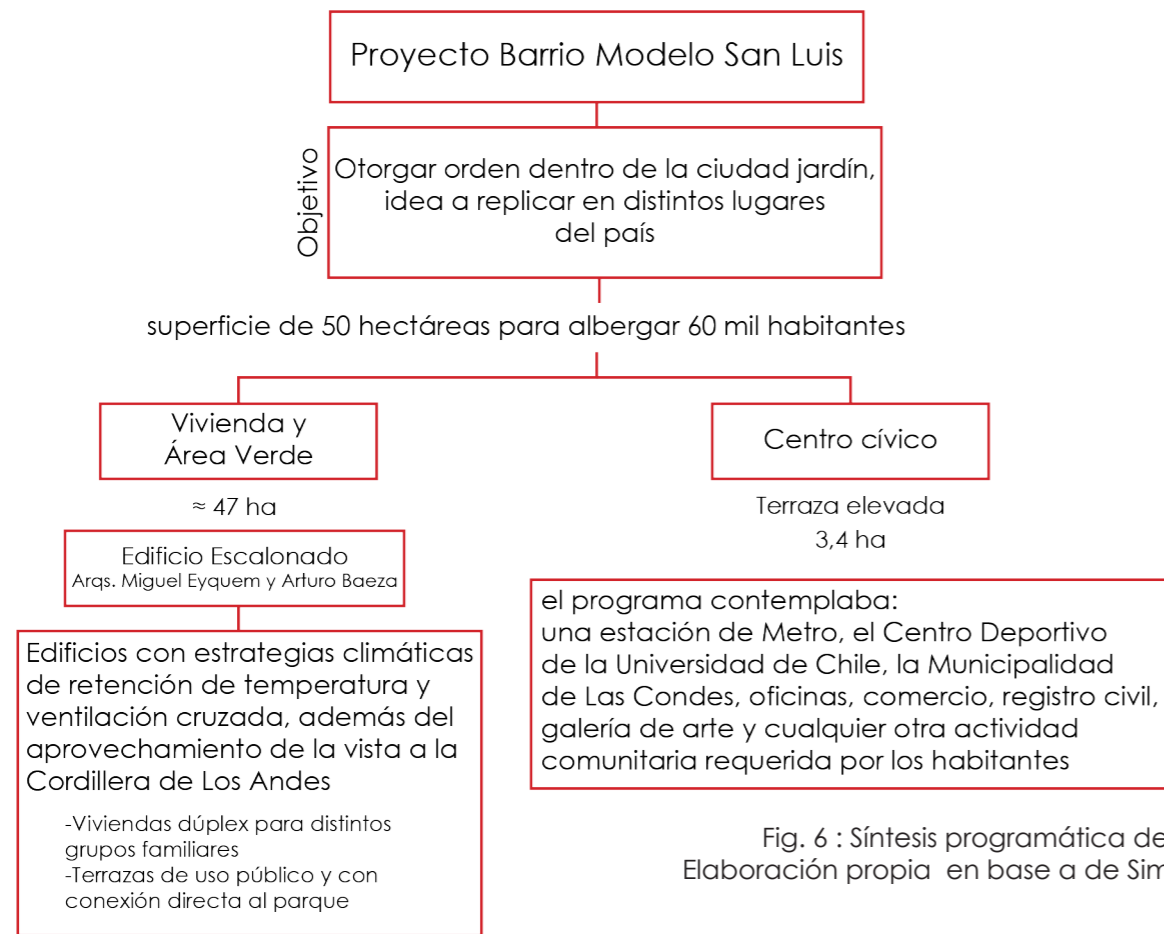 Proyecto Barrio Modelo San Luis
Objetivo
Otorgar orden dentro de la ciudad jardín,
idea a replicar en distintos lugares
del país
superficie de 50 hectáreas para albergar 60 mil habitantes
Vivienda y
Área Verde
≈ 47 ha
Edificio Escalonado
Arqs. Miguel Eyquem y Arturo Baeza
Edificios con estrategias climáticas
de retención de temperatura y
ventilación cruzada, además del
aprovechamiento de la vista a la
Cordillera de Los Andes
-Viviendas dúplex para distintos
grupos familiares
-Terrazas de uso público y con
conexión directa al parque
Centro cívico
Terraza elevada
3,4 ha
el programa contemplaba:
una estación de Metro, el Centro Deportivo
de la Universidad de Chile, la Municipalidad
de Las Condes, oficinas, comercio, registro civil,
galería de arte y cualquier otra actividad
comunitaria requerida por los habitantes
Fig. 6 : Síntesis programática de
Elaboración propia en base a de Sim